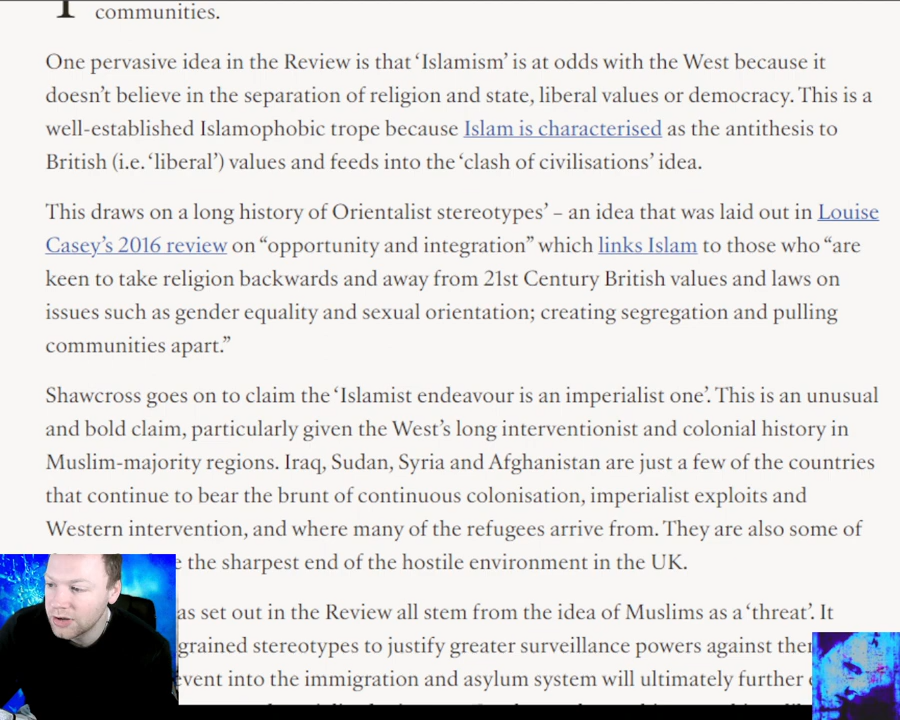 communities.
One pervasive idea in the Review is that ‘Islamism’ is at odds with the West because it
doesn’t believe in the separation of religion and state, liberal values or democracy. This is a
well-established Islamophobic trope because Islam is characterised as the antithesis to
British (i.e. ‘liberal’) values and feeds into the ‘clash of civilisations’ idea.
This draws on a long history of Orientalist stereotypes’ – an idea that was laid out in Louise
Casey’s 2016 review on “opportunity and integration” which links Islam to those who “are
keen to take religion backwards and away from 21st Century British values and laws on
issues such as gender equality and sexual orientation; creating segregation and pulling
communities apart.”
Shawcross goes on to claim the ‘Islamist endeavour is an imperialist one’. This is an unusual
and bold claim, particularly given the West’s long interventionist and colonial history in
Muslim-majority regions. Iraq, Sudan, Syria and Afghanistan are just a few of the countries
that continue to bear the brunt of continuous colonisation, imperialist exploits and
Western intervention, and where many of the refugees arrive from. They are also some of
the sharpest end of the hostile environment in the UK.
as set out in the Review all stem from the idea of Muslims as a ‘threat’. It
grained stereotypes to justify greater surveillance powers against
event into the immigration and asylum system will ultimately further